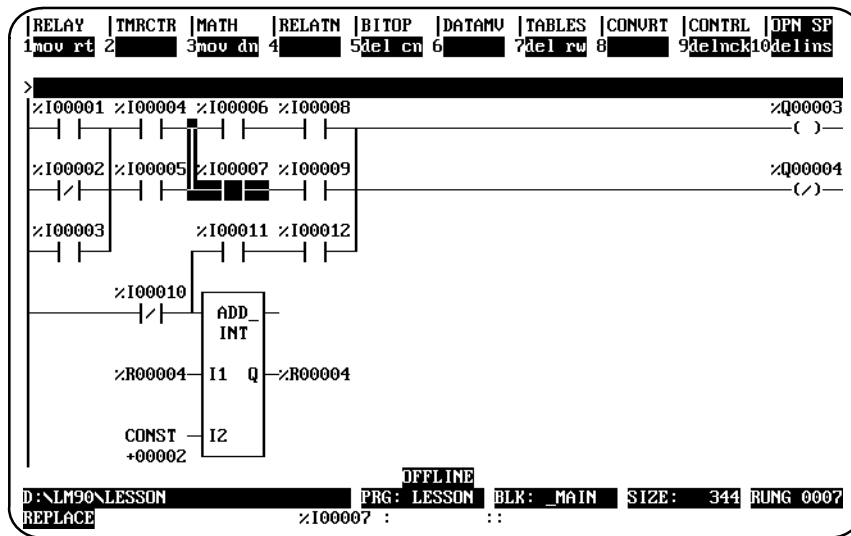 RELAY |TMRCTR |MATH |RELATN |BITOP |DATAMV |TABLES |CONVRT |CONTRL |OPN SP
1mov rt 2 3mov dn 4 5del cn 6 7del rw 8 9delnck10delins
>
%I00001 %I00004 %I00006 %I00008 %Q00003
%I00002 %I00005 %I00007 %I00009 %Q00004
%I00003 %I00011 %I00012
%I00010
ADD_
INT
%R00004 I1 Q %R00004
CONST I2
+00002
OFFLINE
D:\LM90\LESSON PRG: LESSON BLK: _MAIN SIZE: 344 RUNG 0007
REPLACE %I00007 : ::